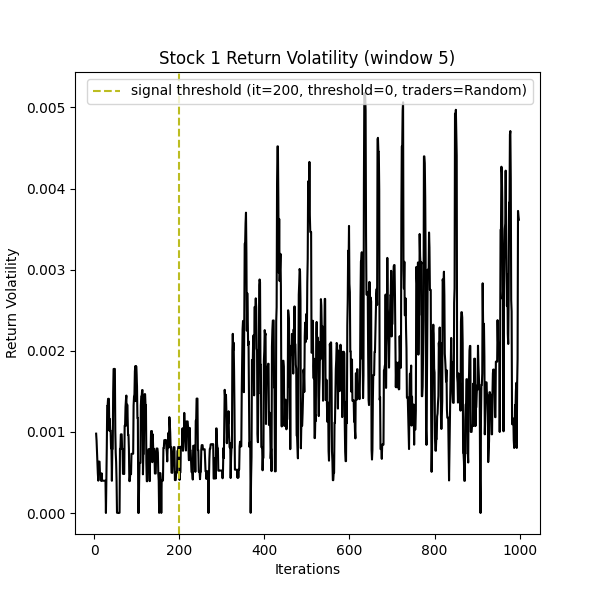 Stock 1 Return Volatility (window 5)
signal threshold (it=200, threshold=0, traders=Random)
0.005
0.004
0.003
0.002
0.001
0.000
Return Volatility
0 200 400 600 800 1000
Iterations